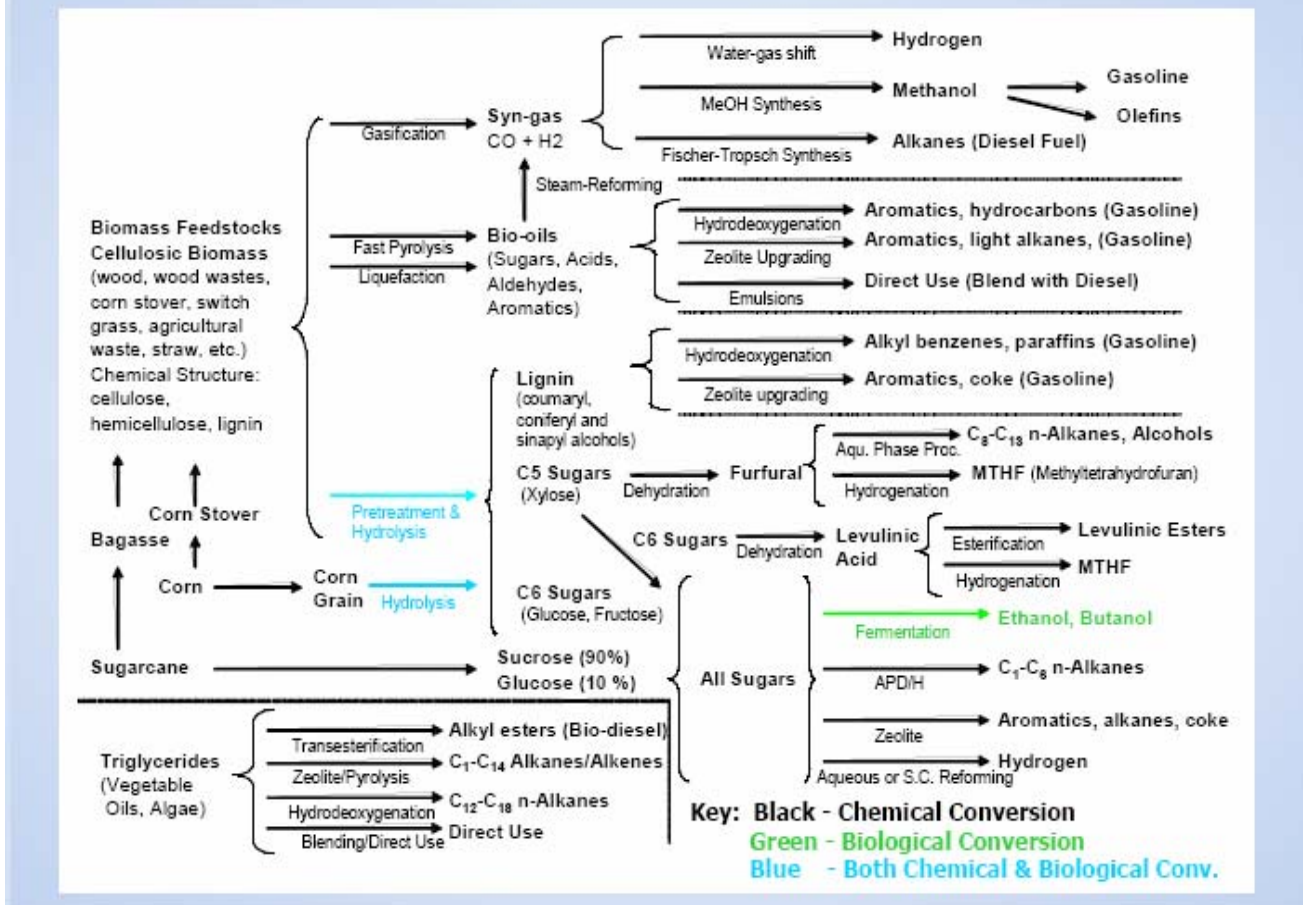 Water-gas shift
Hydrogen
MeOH Synthesis
Methanol
Gasoline
Olefins
Fischer-Tropsch Synthesis
Alkanes (Diesel Fuel)
Gasification
Syn-gas
CO + H2
Steam-Reforming
Biomass Feedstocks
Cellulosic Biomass
(wood, wood wastes,
corn stover, switch
grass, agricultural
waste, straw, etc.)
Chemical Structure:
cellulose,
hemicellulose, lignin
Fast Pyrolysis
Liquefaction
Bio-oils
(Sugars, Acids,
Aldehydes,
Aromatics)
Hydrodeoxygenation
Aromatics, hydrocarbons (Gasoline)
Zeolite Upgrading
Aromatics, light alkanes, (Gasoline)
Emulsions
Direct Use (Blend with Diesel)
Lignin
(coumaryl,
coniferyl and
sinapyl alcohols)
Hydrodeoxygenation
Alkyl benzenes, paraffins (Gasoline)
Zeolite upgrading
Aromatics, coke (Gasoline)
Pretreatment &
Hydrolysis
C5 Sugars
(Xylose)
Dehydration
Furfural
Aqu. Phase Proc.
C8-C13 n-Alkanes, Alcohols
Hydrogenation
MTHF (Methyltetrahydrofuran)
C6 Sugars
Dehydration
Levulinic
Acid
Esterification
Levulinic Esters
Hydrogenation
MTHF
Corn Stover
Bagasse
Corn
Corn
Grain
Hydrolysis
C6 Sugars
(Glucose, Fructose)
Sugarcane
Sucrose (90%)
Glucose (10 %)
All Sugars
Fermentation
Ethanol, Butanol
APD/H
C1-C6 n-Alkanes
Zeolite
Aromatics, alkanes, coke
Aqueous or S.C. Reforming
Hydrogen
Triglycerides
(Vegetable
Oils, Algae)
Transesterification
Alkyl esters (Bio-diesel)
Zeolite/Pyrolysis
C1-C14 Alkanes/Alkenes
Hydrodeoxygenation
C12-C18 n-Alkanes
Blending/Direct Use
Direct Use
Key: Black - Chemical Conversion
Green - Biological Conversion
Blue - Both Chemical & Biological Conv.